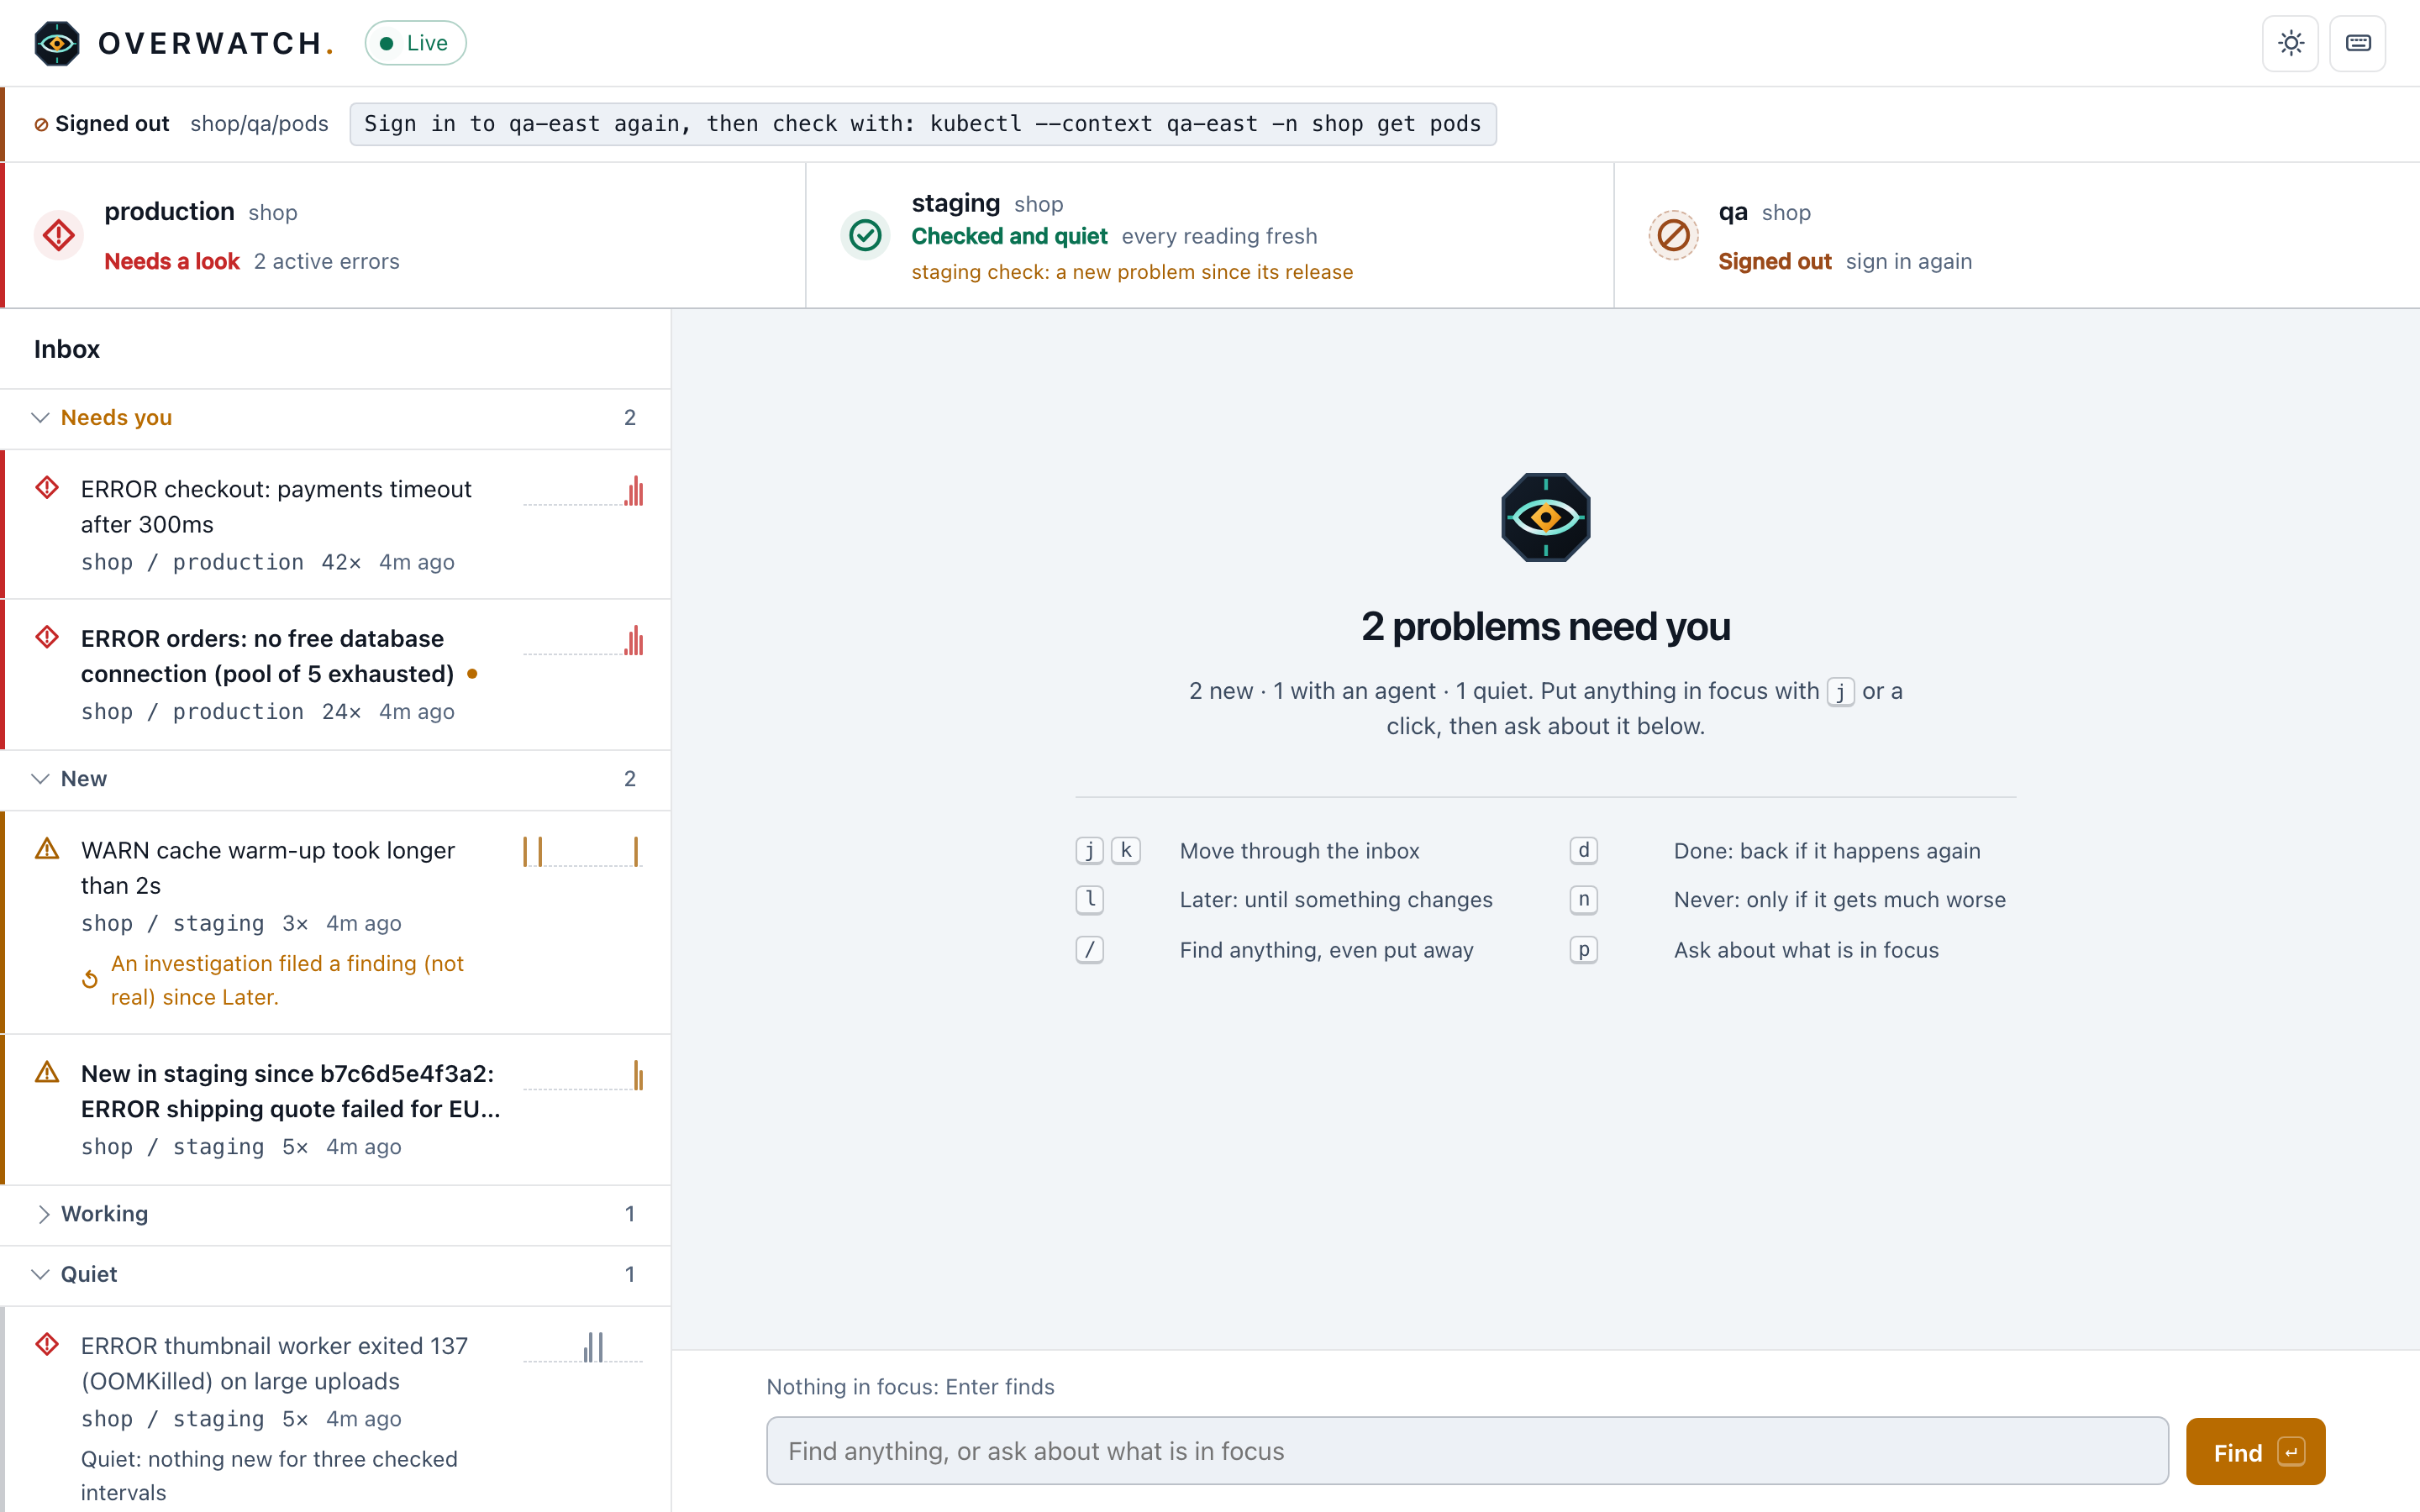 OVERWATCH.
Live
Signed out shop/qa/pods Sign in to qa-east again, then check with: kubectl --context qa-east -n shop get pods
production shop
Needs a look 2 active errors
staging shop
Checked and quiet every reading fresh
staging check: a new problem since its release
qa shop
Signed out sign in again
Inbox
Needs you 2
ERROR checkout: payments timeout
after 300ms
shop / production 42× 4m ago
ERROR orders: no free database
connection (pool of 5 exhausted)
shop / production 24× 4m ago
New 2
WARN cache warm-up took longer
than 2s
shop / staging 3× 4m ago
An investigation filed a finding (not
real) since Later.
New in staging since b7c6d5e4f3a2:
ERROR shipping quote failed for EU...
shop / staging 5× 4m ago
Working 1
Quiet 1
ERROR thumbnail worker exited 137
(OOMKilled) on large uploads
shop / staging 5× 4m ago
Quiet: nothing new for three checked
intervals
2 problems need you
2 new · 1 with an agent · 1 quiet. Put anything in focus with j or a
click, then ask about it below.
j k Move through the inbox
d Done: back if it happens again
l Later: until something changes
n Never: only if it gets much worse
/ Find anything, even put away
p Ask about what is in focus
Nothing in focus: Enter finds
Find anything, or ask about what is in focus
Find ↵